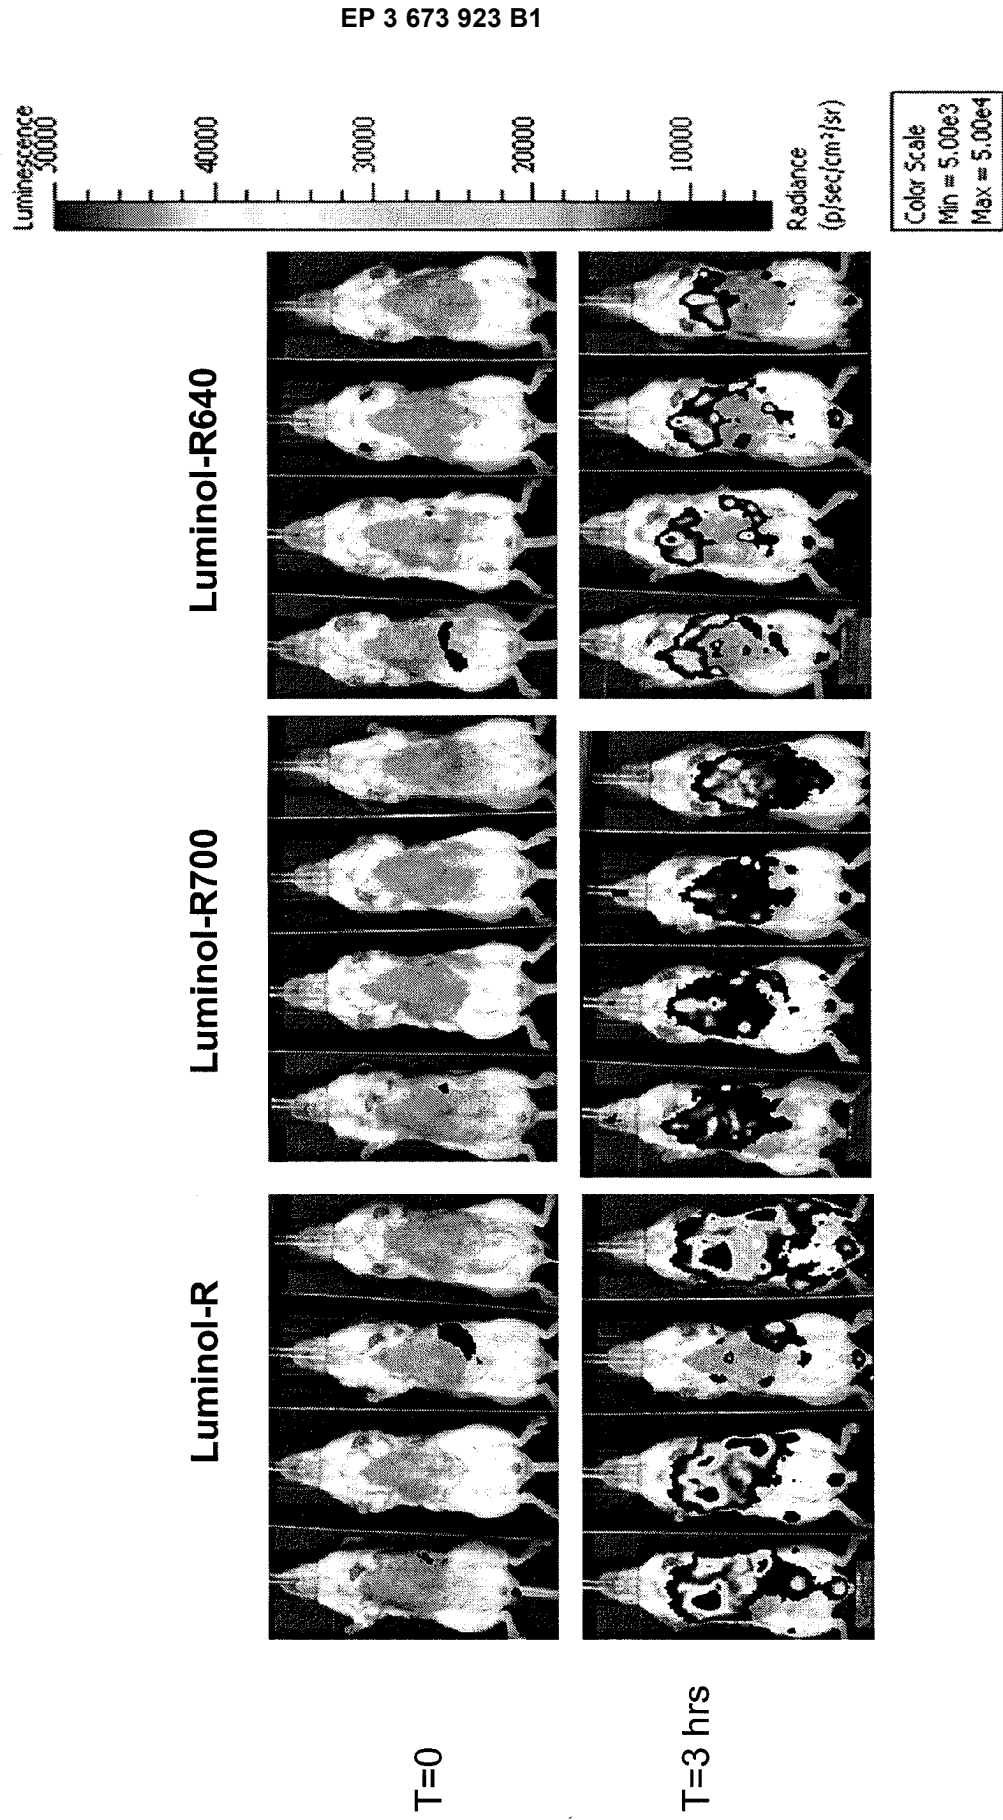 EP 3 673 923 B1
Luminol-R
Luminol-R700
Luminol-R640
T=0
T=3 hrs
Luminescence
50000
40000
30000
20000
10000
Radiance
(p/sec/cm²/sr)
Color Scale
Min = 5.00e3
Max = 5.00e4